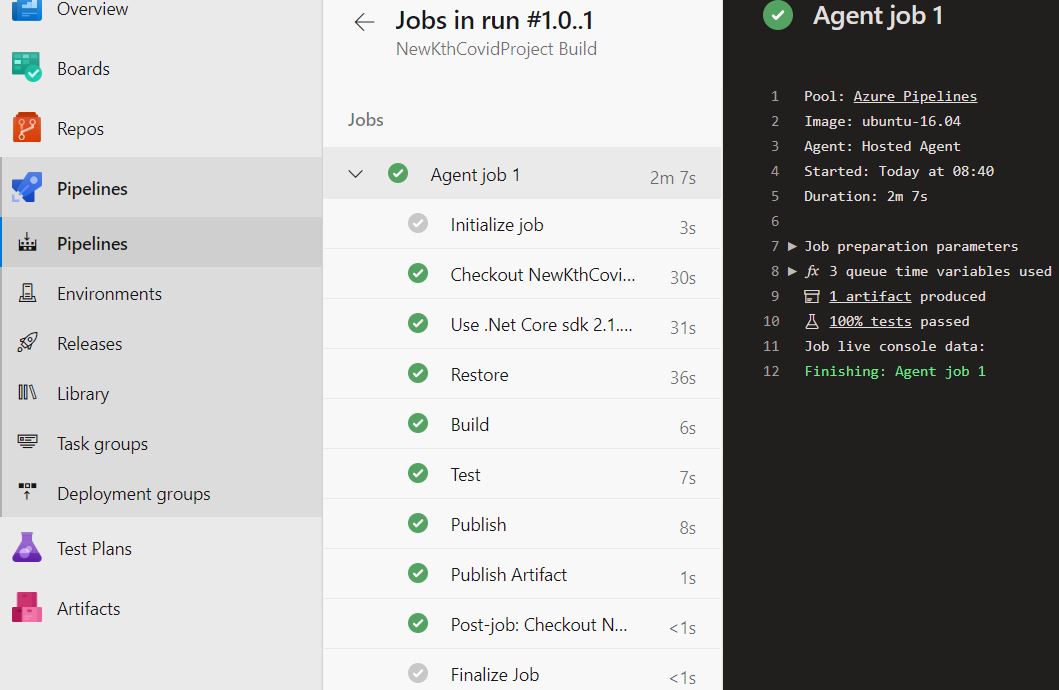 Overview
Boards
Repos
Pipelines
Pipelines
Environments
Releases
Library
Task groups
Deployment groups
Test Plans
Artifacts
Jobs in run #1.0..1
NewKthCovidProject Build
Jobs
Agent job 1 2m 7s
Initialize job 3s
Checkout NewKthCovi... 30s
Use .Net Core sdk 2.1.... 31s
Restore 36s
Build 6s
Test 7s
Publish 8s
Publish Artifact 1s
Post-job: Checkout N... <1s
Finalize Job <1s
Agent job 1
1 Pool: Azure Pipelines
2 Image: ubuntu-16.04
3 Agent: Hosted Agent
4 Started: Today at 08:40
5 Duration: 2m 7s
6
7 Job preparation parameters
8 fx 3 queue time variables used
9 1 artifact produced
10 100% tests passed
11 Job live console data:
12 Finishing: Agent job 1